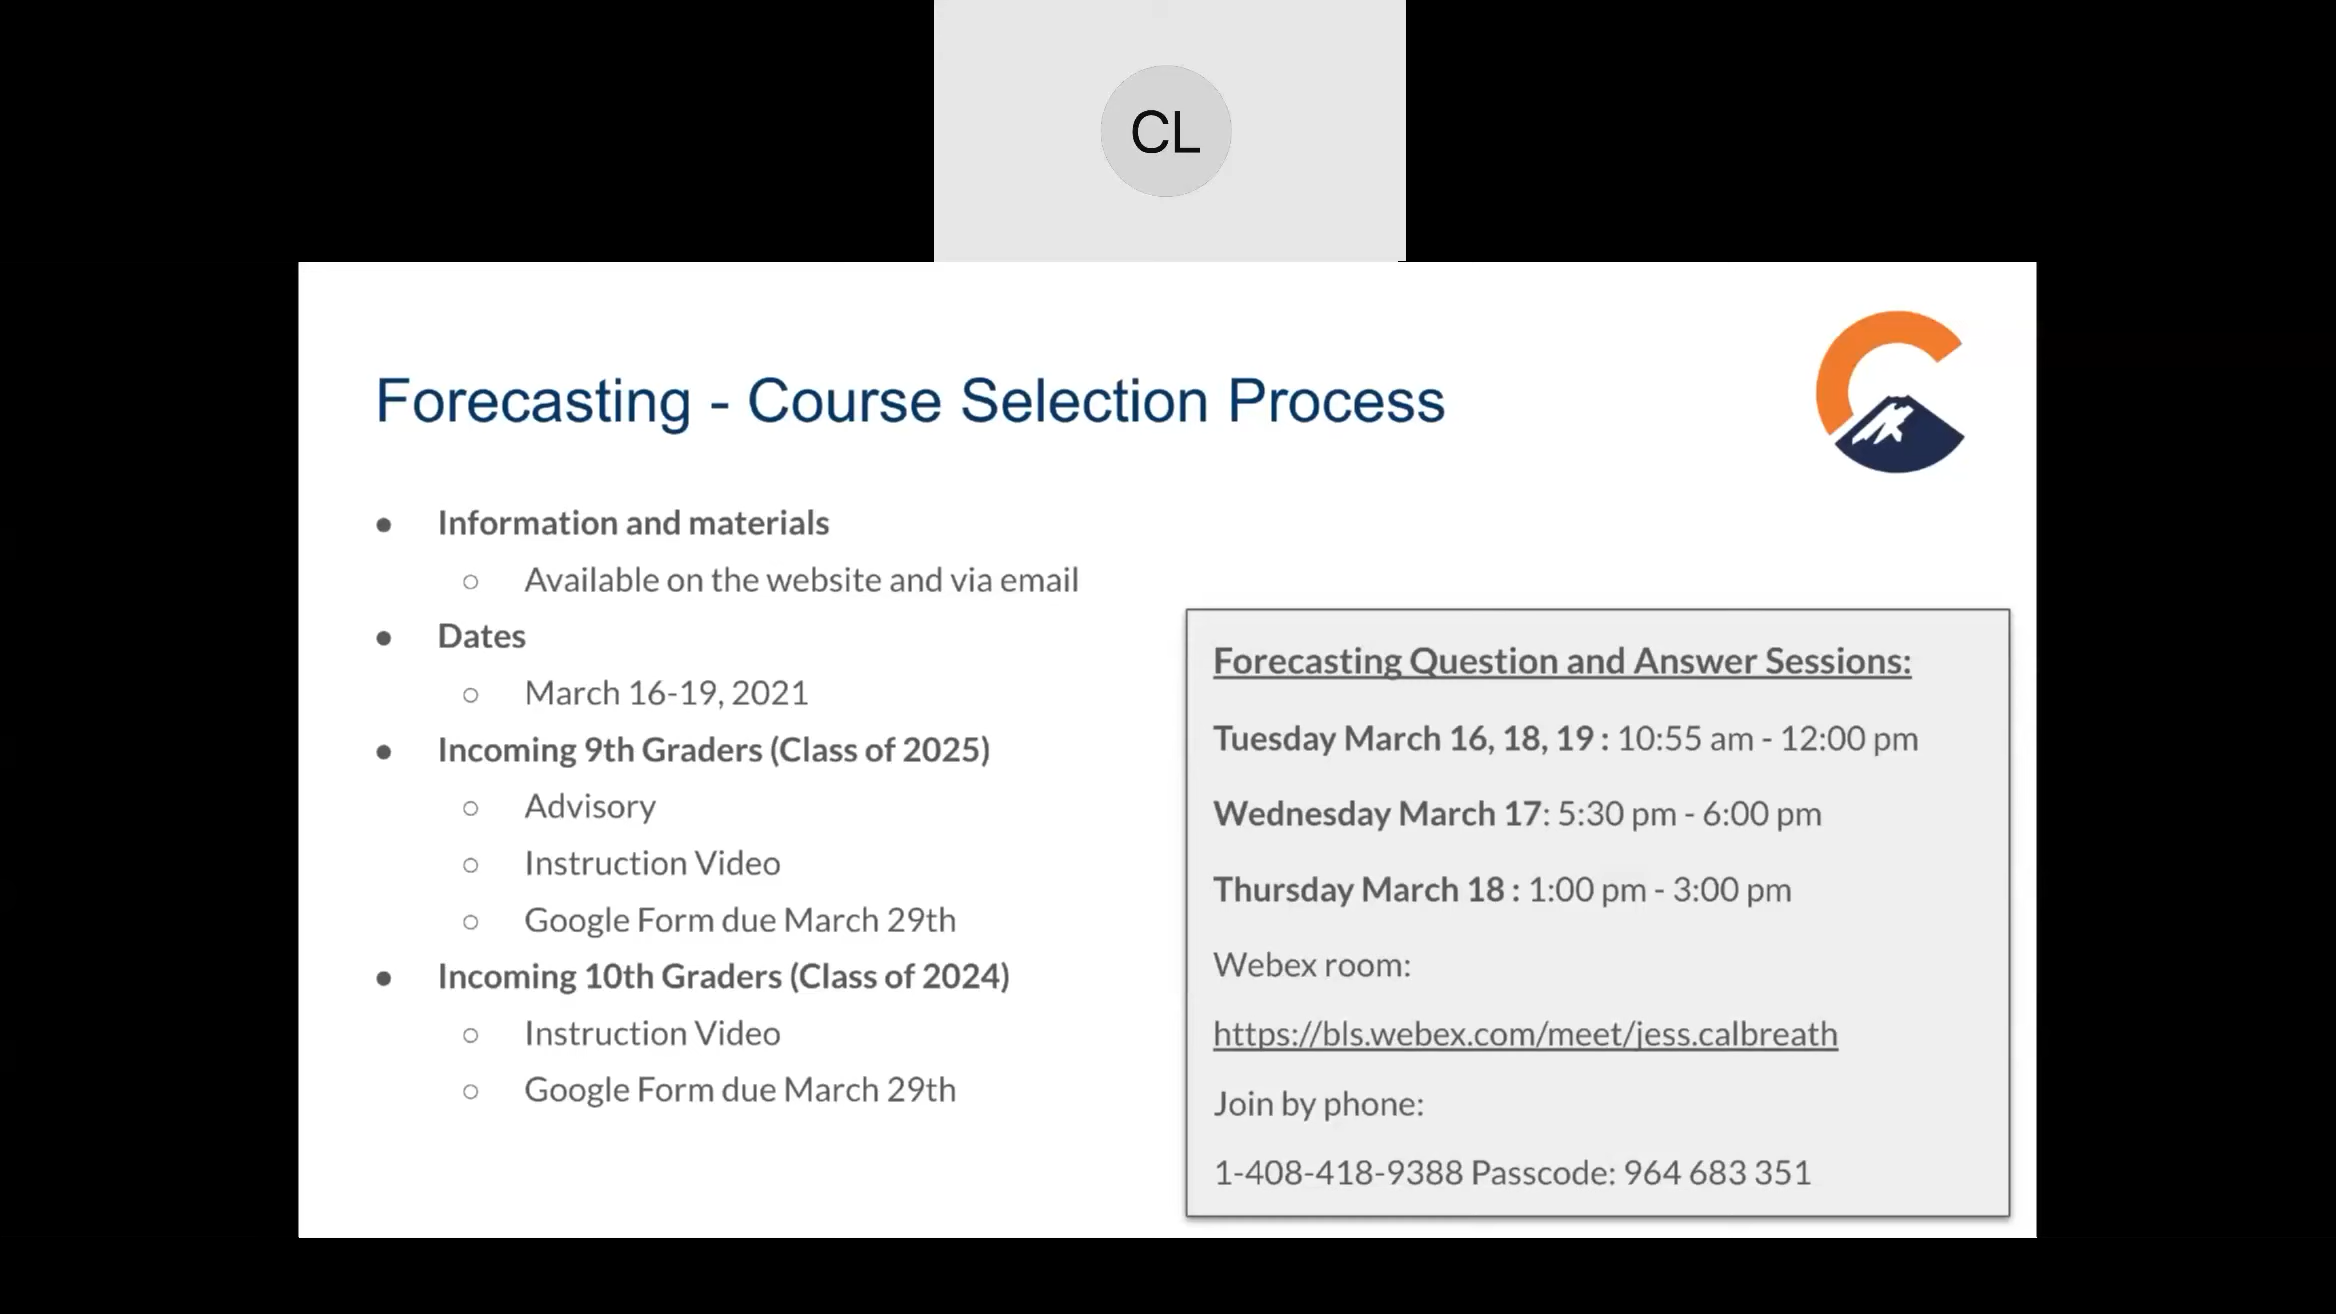 CL
Forecasting - Course Selection Process
● Information and materials
○ Available on the website and via email
● Dates
○ March 16-19, 2021
● Incoming 9th Graders (Class of 2025)
○ Advisory
○ Instruction Video
○ Google Form due March 29th
● Incoming 10th Graders (Class of 2024)
○ Instruction Video
○ Google Form due March 29th
Forecasting Question and Answer Sessions:
Tuesday March 16, 18, 19 : 10:55 am - 12:00 pm
Wednesday March 17: 5:30 pm - 6:00 pm
Thursday March 18 : 1:00 pm - 3:00 pm
Webex room:
https://bls.webex.com/meet/jess.calbreath
Join by phone:
1-408-418-9388 Passcode: 964 683 351